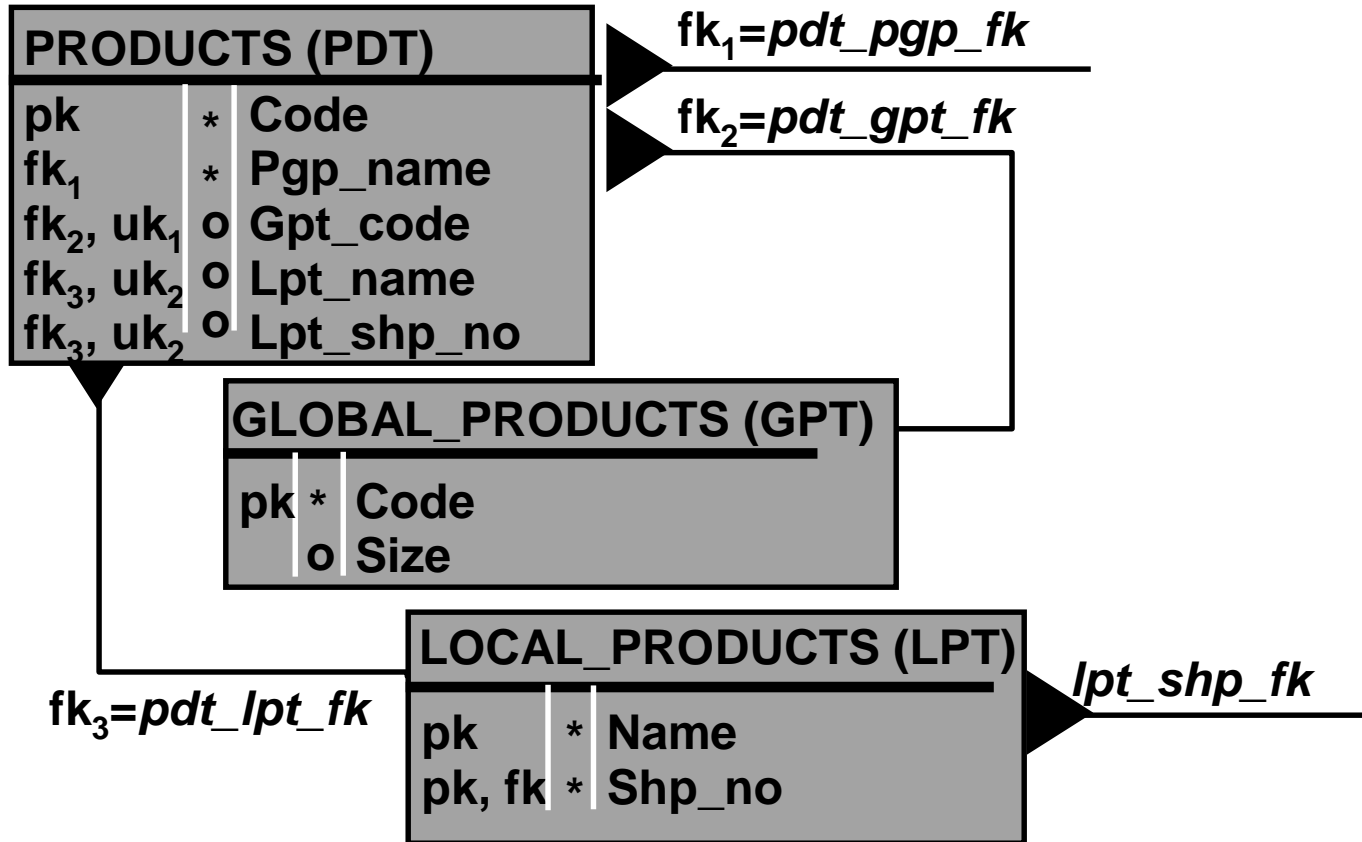 PRODUCTS (PDT)
pk * Code
fk₁ * Pgp_name
fk₂, uk₁ o Gpt_code
fk₃, uk₂ o Lpt_name
fk₃, uk₂ o Lpt_shp_no
fk₁=pdt_pgp_fk
fk₂=pdt_gpt_fk
GLOBAL_PRODUCTS (GPT)
pk * Code
o Size
LOCAL_PRODUCTS (LPT)
pk * Name
pk, fk * Shp_no
fk₃=pdt_lpt_fk
lpt_shp_fk